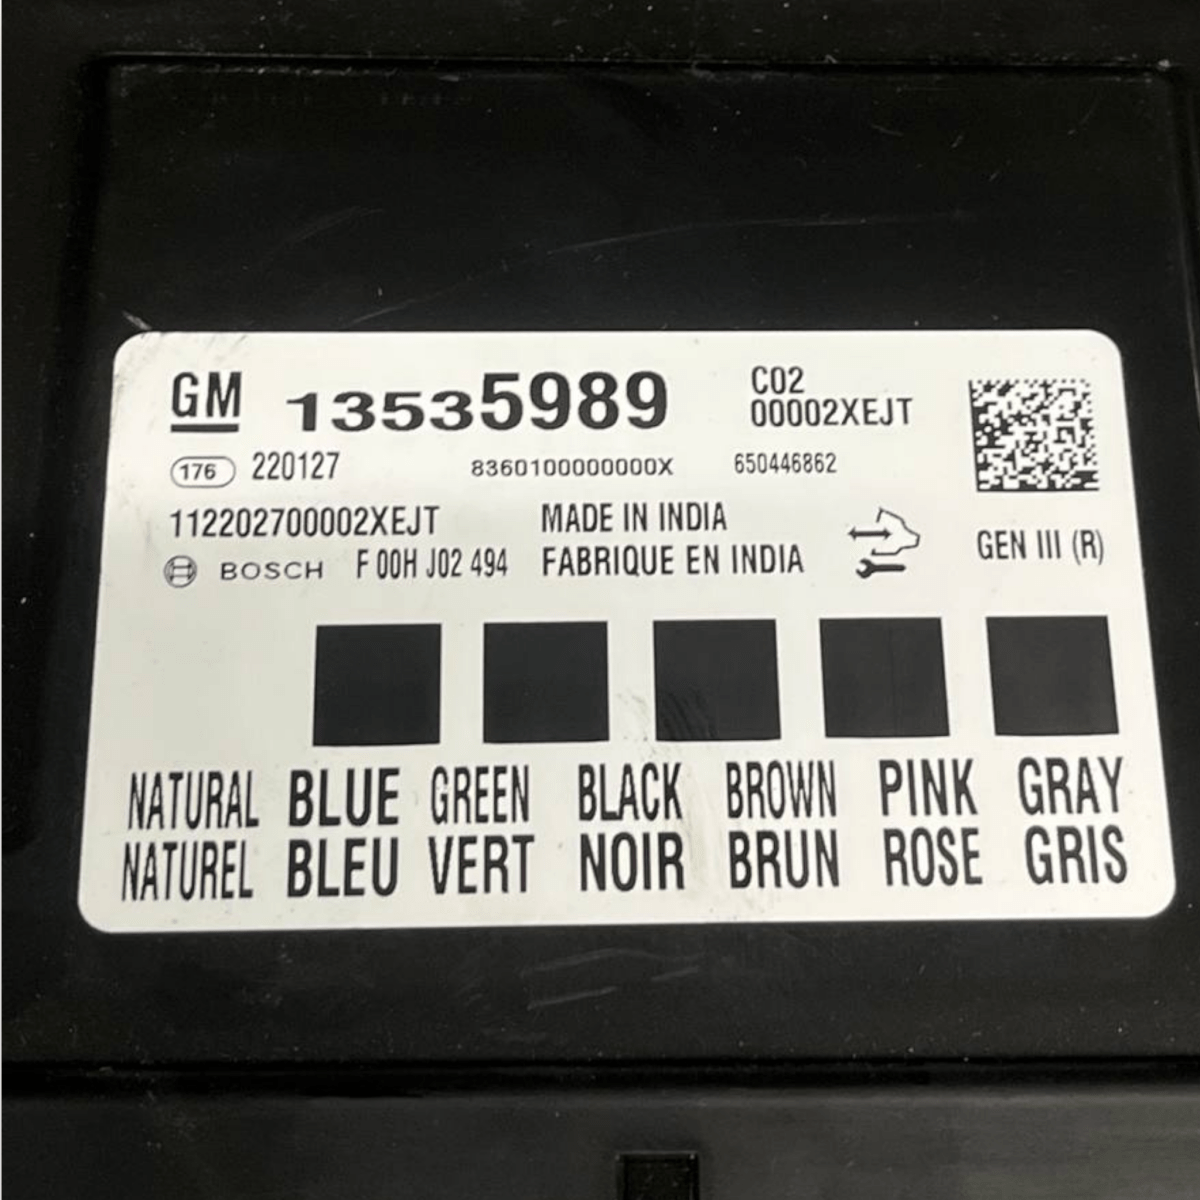 GM 13535989 C02
00002XEJT
176 220127 8360100000000X 650446862
112202700002XEJT MADE IN INDIA
BOSCH F 00H J02 494 FABRIQUE EN INDIA GEN III (R)
NATURAL BLUE GREEN BLACK BROWN PINK GRAY
NATUREL BLEU VERT NOIR BRUN ROSE GRIS